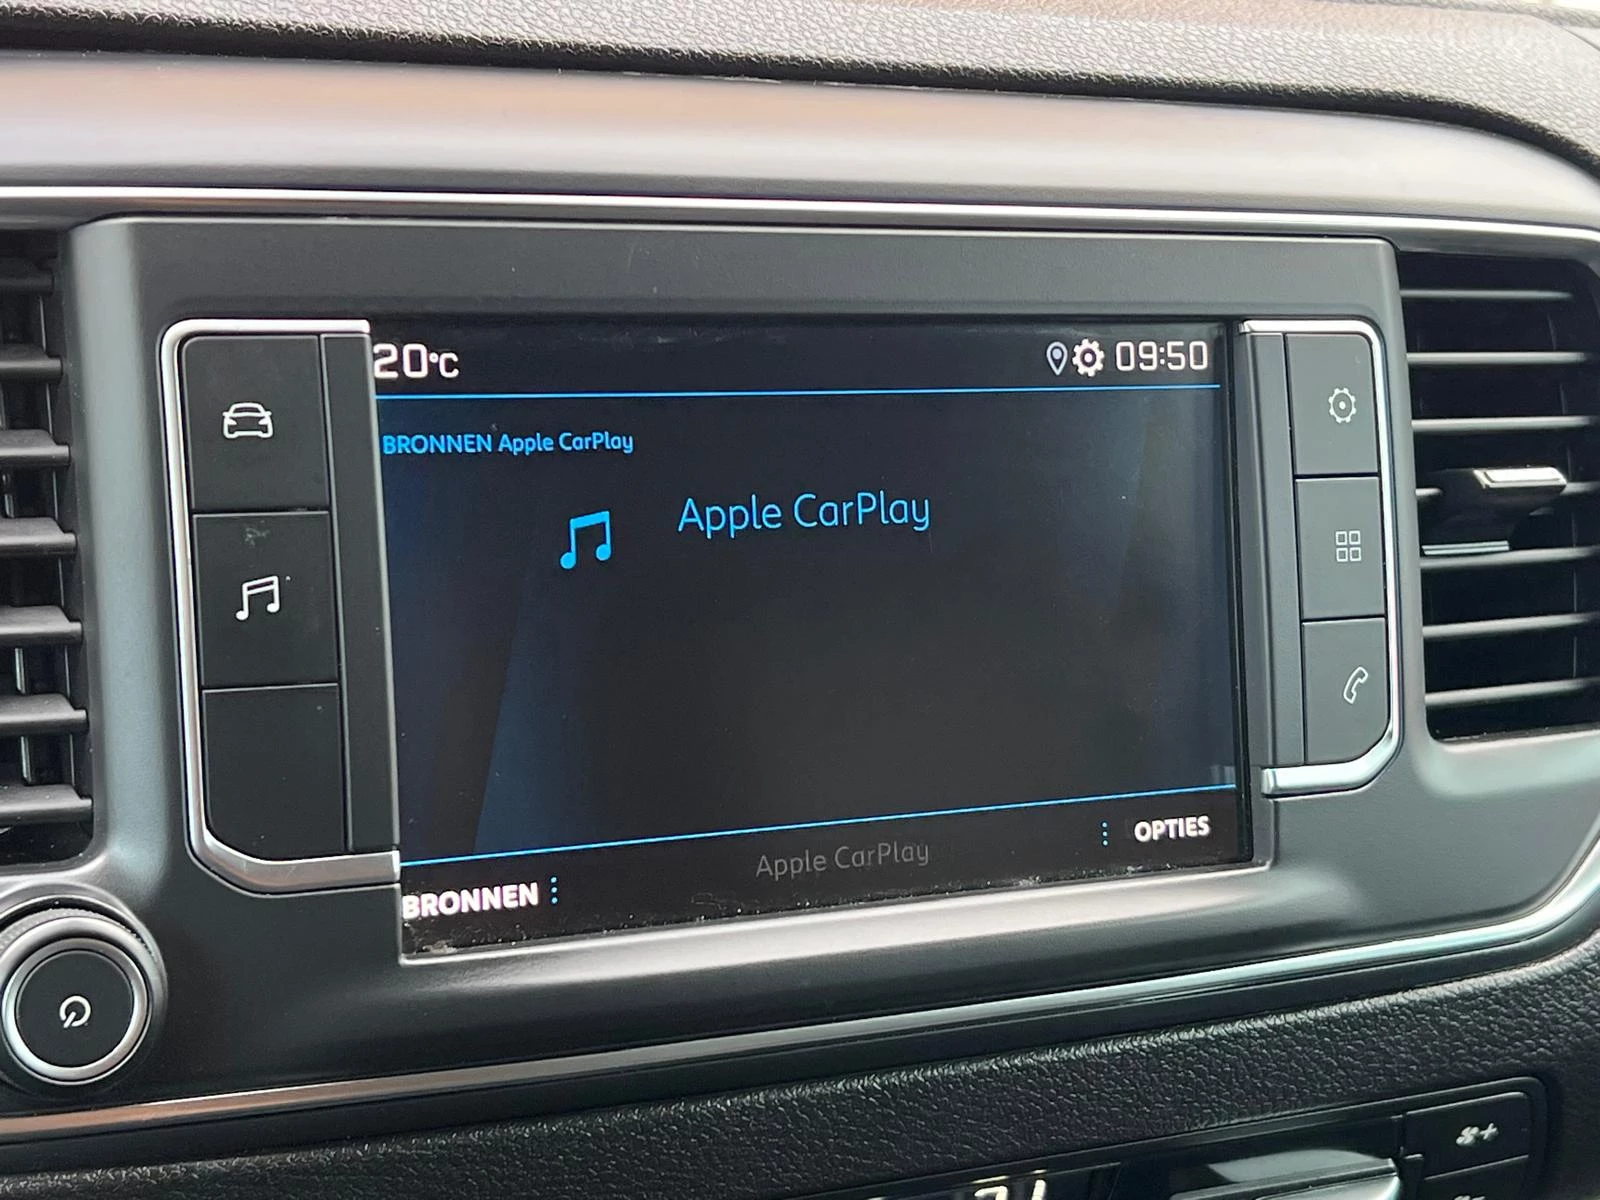 20°C
09:50
BRONNEN Apple CarPlay
Apple CarPlay
Apple CarPlay
OPTIES
BRONNEN